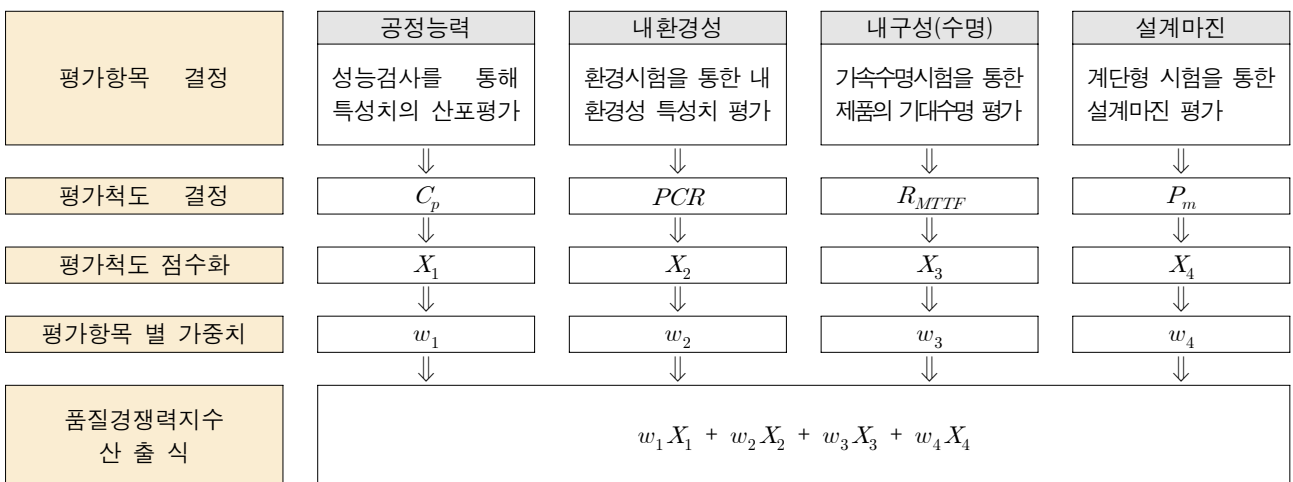 평가항목 결정
공정능력
성능검사를 통해
특성치의 산포평가
내환경성
환경시험을 통한 내
환경성 특성치 평가
내구성(수명)
가속수명시험을 통한
제품의 기대수명 평가
설계마진
계단형 시험을 통한
설계마진 평가
⇓ ⇓ ⇓ ⇓
평가척도 결정
C_p
PCR
R_{MTTF}
P_m
⇓ ⇓ ⇓ ⇓
평가척도 점수화
X_1
X_2
X_3
X_4
⇓ ⇓ ⇓ ⇓
평가항목 별 가중치
w_1
w_2
w_3
w_4
⇓ ⇓ ⇓ ⇓
품질경쟁력지수
산 출 식
w_1X_1 + w_2X_2 + w_3X_3 + w_4X_4